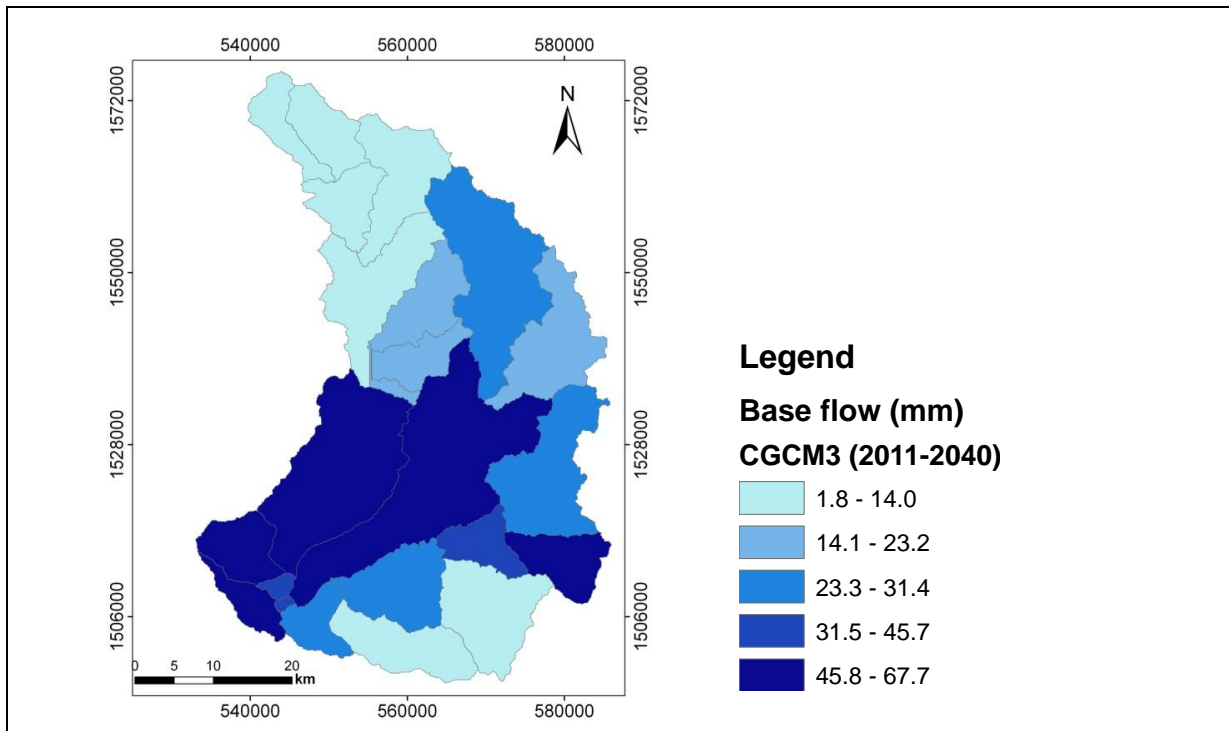 540000 560000 580000
1572000 1572000
N
1550000 1550000
1528000 1528000
1506000 1506000
0 5 10 20
km
540000 560000 580000
Legend
Base flow (mm)
CGCM3 (2011-2040)
1.8 - 14.0
14.1 - 23.2
23.3 - 31.4
31.5 - 45.7
45.8 - 67.7